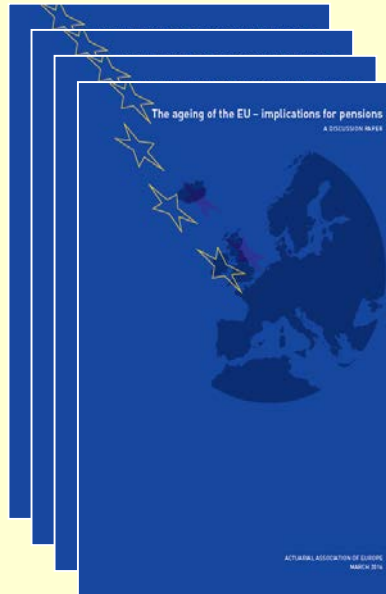 The ageing of the EU – implications for pensions
A DISCUSSION PAPER
ACTUARIAL ASSOCIATION OF EUROPE
MARCH 2016